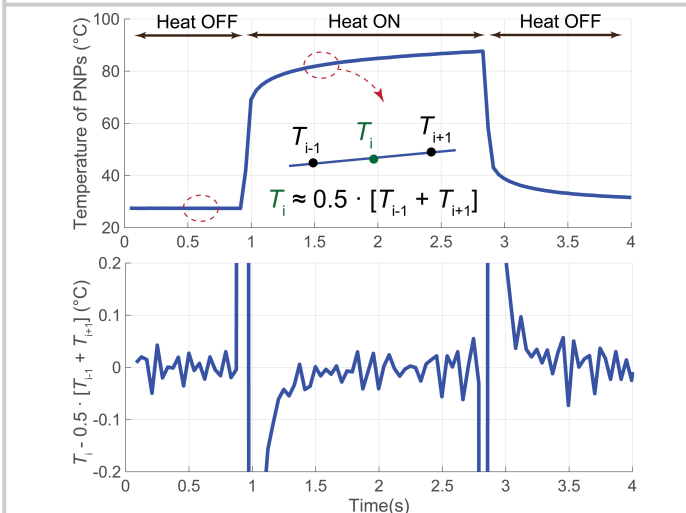 Heat OFF
Heat ON
Heat OFF
Temperature of PNPs (°C)
100
80
60
40
20
T i-1
T i
T i+1
T i ≈ 0.5 · [T i-1 + T i+1]
0
0.5
1
1.5
2
2.5
3
3.5
4
T i - 0.5 · [T i-1 + T i+1] (°C)
0.2
0.1
0
-0.1
-0.2
0
0.5
1
1.5
2
2.5
3
3.5
4
Time(s)